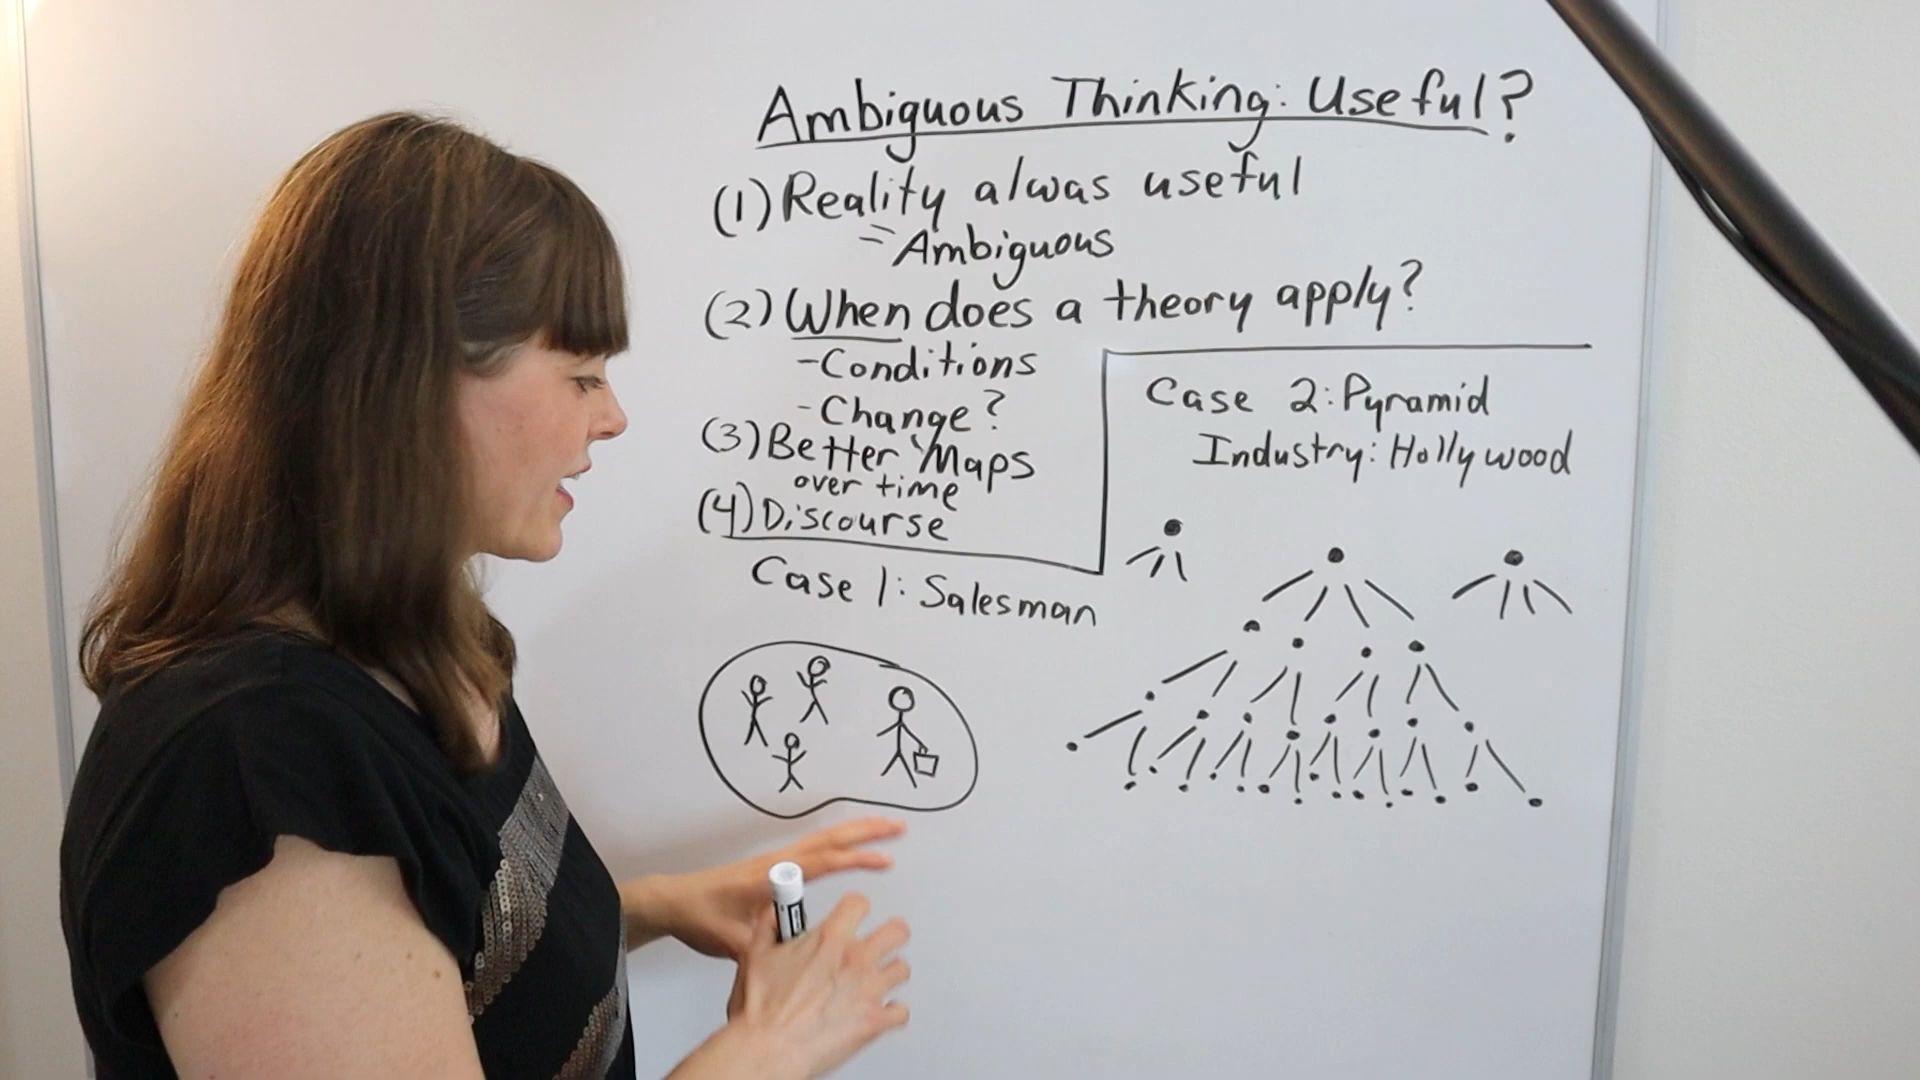 Ambiguous Thinking: Useful?
(1) Reality alwas useful
= Ambiguous
(2) When does a theory apply?
- Conditions
- Change?
(3) Better Maps
over time
(4) Discourse
Case 1: Salesman
Case 2: Pyramid
Industry: Hollywood